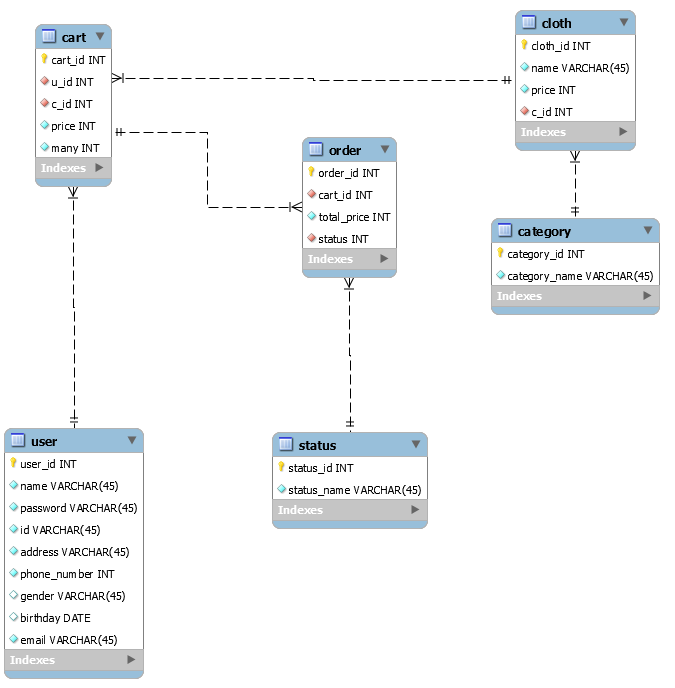 cart
cart_id INT
u_id INT
c_id INT
price INT
many INT
Indexes
cloth
cloth_id INT
name VARCHAR(45)
price INT
c_id INT
Indexes
order
order_id INT
cart_id INT
total_price INT
status INT
Indexes
category
category_id INT
category_name VARCHAR(45)
Indexes
user
user_id INT
name VARCHAR(45)
password VARCHAR(45)
id VARCHAR(45)
address VARCHAR(45)
phone_number INT
gender VARCHAR(45)
birthday DATE
email VARCHAR(45)
Indexes
status
status_id INT
status_name VARCHAR(45)
Indexes